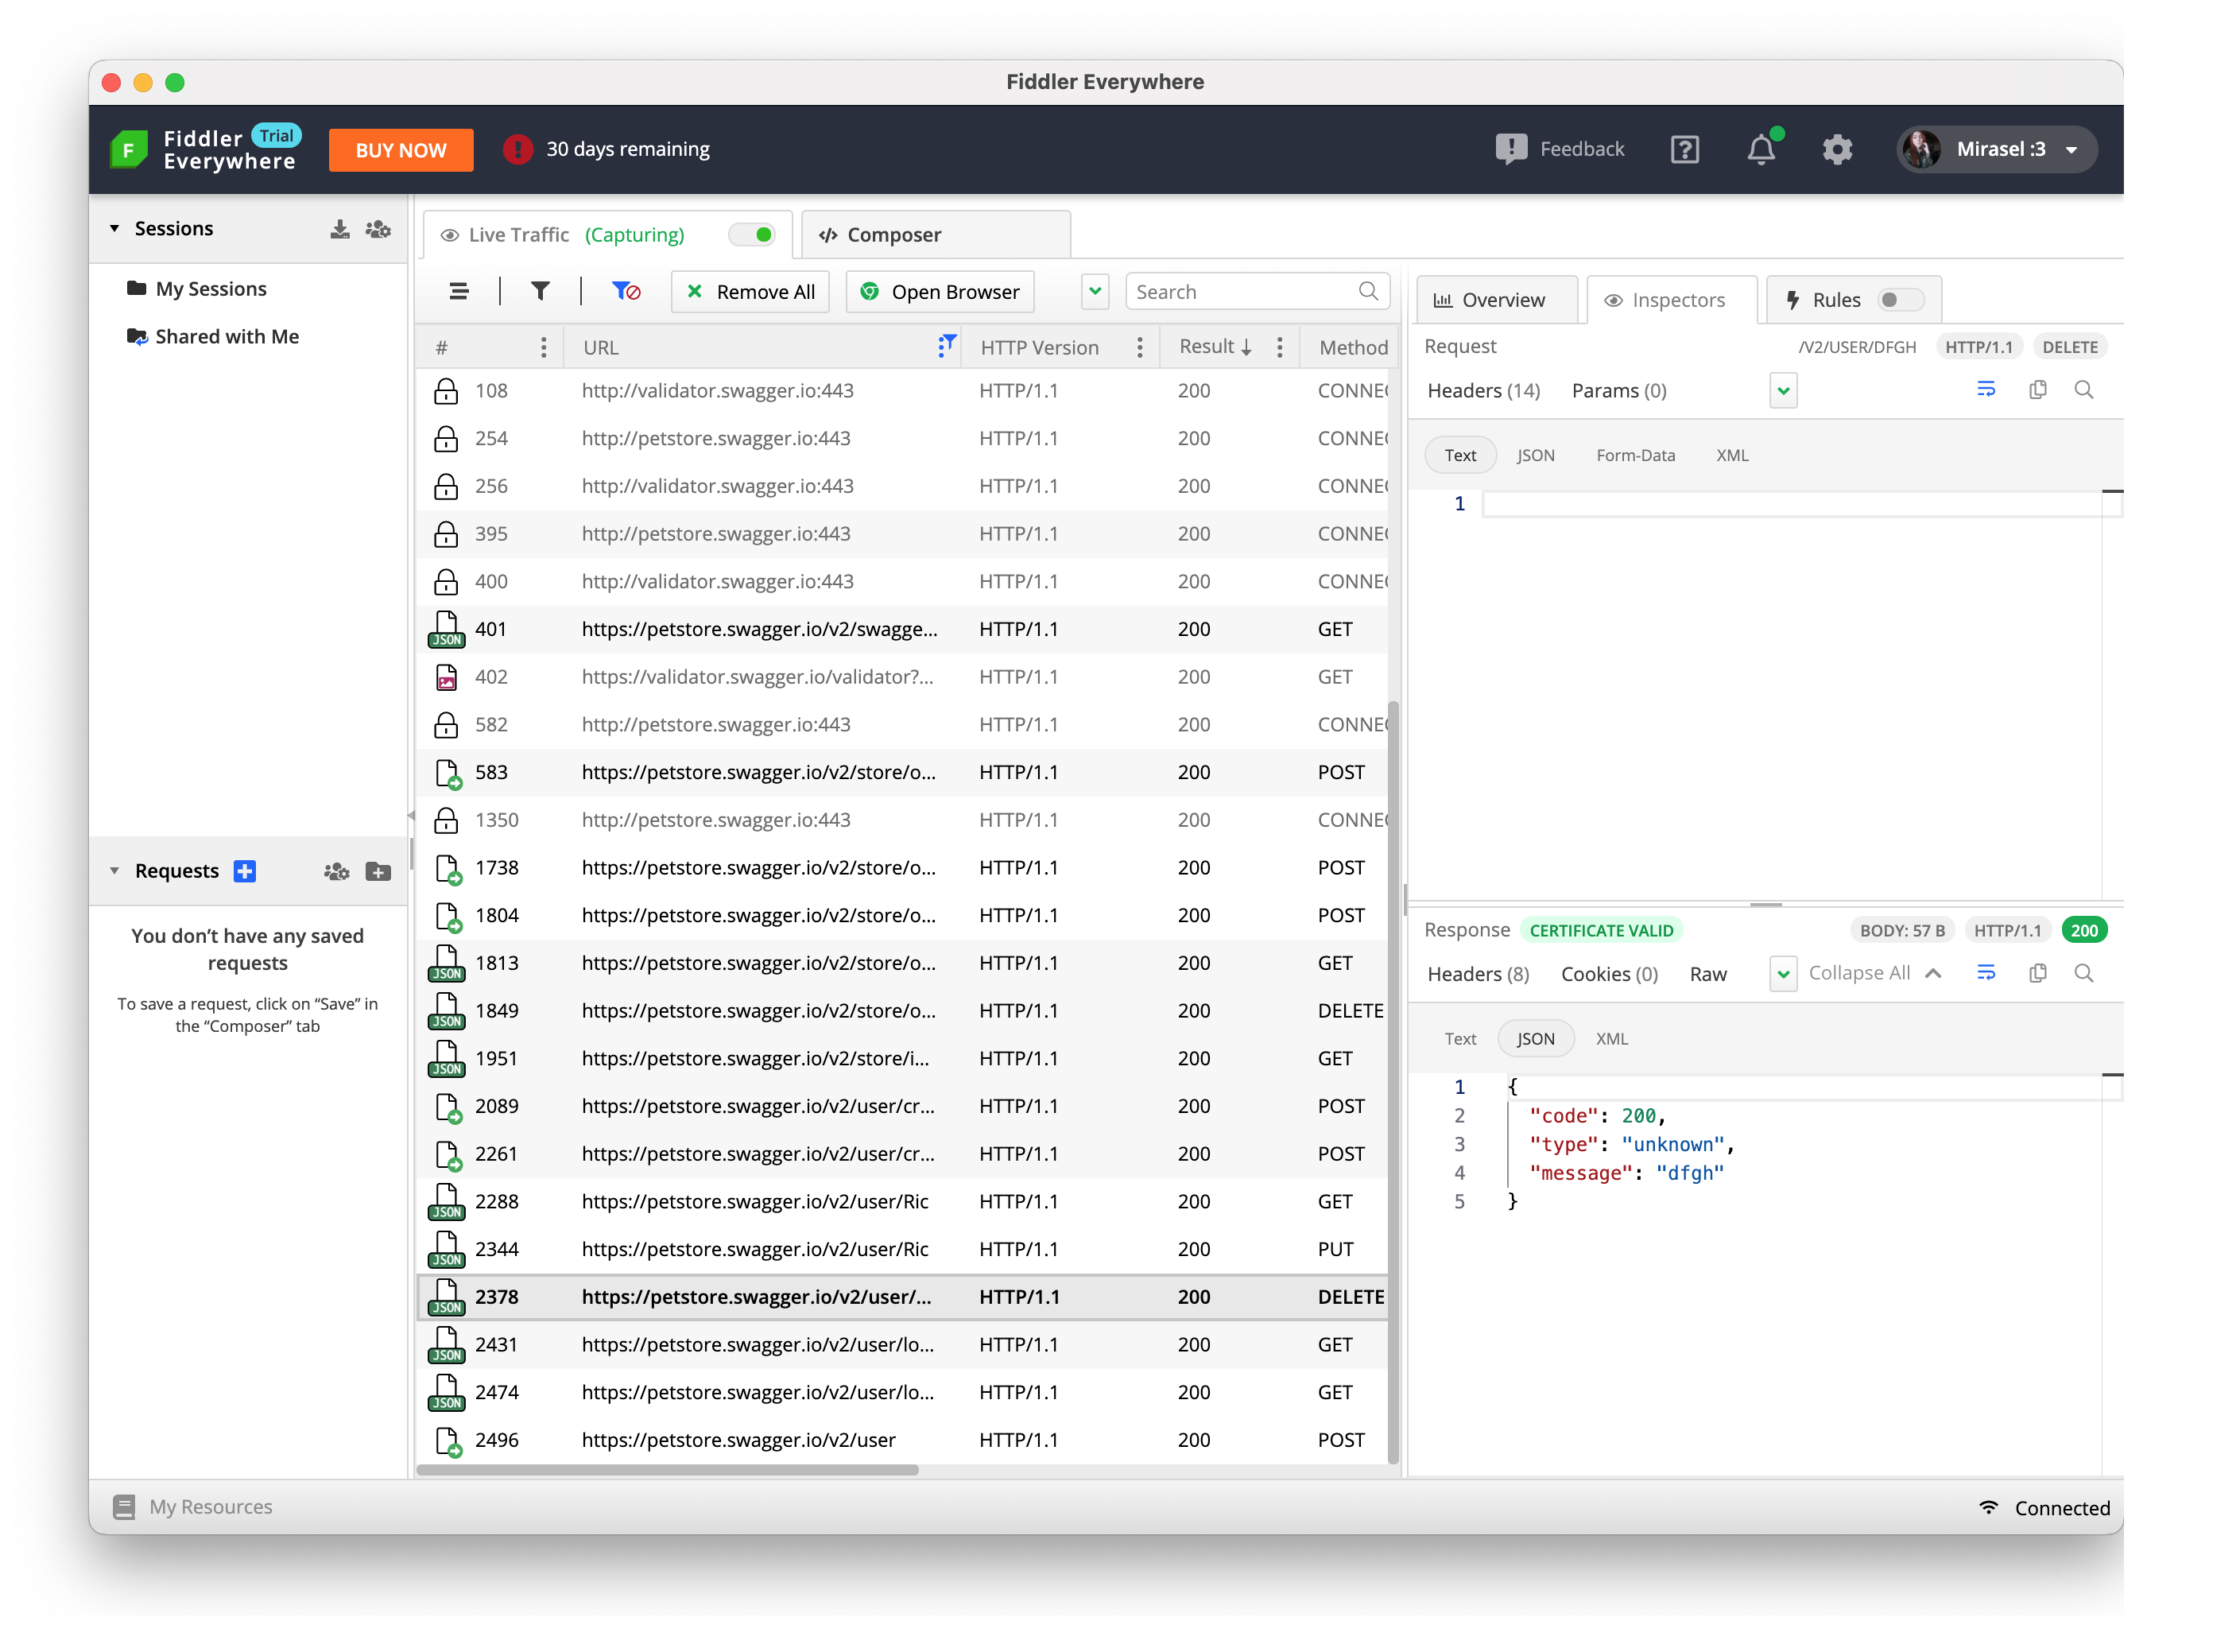 Fiddler Everywhere
Fiddler Trial
Everywhere
BUY NOW
30 days remaining
Feedback
Mirasel :3
Sessions
My Sessions
Shared with Me
Requests
You don't have any saved
requests
To save a request, click on “Save” in
the “Composer” tab
Live Traffic (Capturing)
Composer
Remove All
Open Browser
Search
# URL HTTP Version Result Method
108 http://validator.swagger.io:443 HTTP/1.1 200 CONNEC
254 http://petstore.swagger.io:443 HTTP/1.1 200 CONNEC
256 http://validator.swagger.io:443 HTTP/1.1 200 CONNEC
395 http://petstore.swagger.io:443 HTTP/1.1 200 CONNEC
400 http://validator.swagger.io:443 HTTP/1.1 200 CONNEC
JSON 401 https://petstore.swagger.io/v2/swagge... HTTP/1.1 200 GET
402 https://validator.swagger.io/validator?... HTTP/1.1 200 GET
582 http://petstore.swagger.io:443 HTTP/1.1 200 CONNEC
583 https://petstore.swagger.io/v2/store/o... HTTP/1.1 200 POST
1350 http://petstore.swagger.io:443 HTTP/1.1 200 CONNEC
1738 https://petstore.swagger.io/v2/store/o... HTTP/1.1 200 POST
1804 https://petstore.swagger.io/v2/store/o... HTTP/1.1 200 POST
JSON 1813 https://petstore.swagger.io/v2/store/o... HTTP/1.1 200 GET
JSON 1849 https://petstore.swagger.io/v2/store/o... HTTP/1.1 200 DELETE
JSON 1951 https://petstore.swagger.io/v2/store/i... HTTP/1.1 200 GET
2089 https://petstore.swagger.io/v2/user/cr... HTTP/1.1 200 POST
2261 https://petstore.swagger.io/v2/user/cr... HTTP/1.1 200 POST
JSON 2288 https://petstore.swagger.io/v2/user/Ric HTTP/1.1 200 GET
JSON 2344 https://petstore.swagger.io/v2/user/Ric HTTP/1.1 200 PUT
JSON 2378 https://petstore.swagger.io/v2/user/... HTTP/1.1 200 DELETE
JSON 2431 https://petstore.swagger.io/v2/user/lo... HTTP/1.1 200 GET
JSON 2474 https://petstore.swagger.io/v2/user/lo... HTTP/1.1 200 GET
2496 https://petstore.swagger.io/v2/user HTTP/1.1 200 POST
Overview
Inspectors
Rules
Request /V2/USER/DFGH HTTP/1.1 DELETE
Headers (14) Params (0)
Text JSON Form-Data XML
1
Response CERTIFICATE VALID BODY: 57 B HTTP/1.1 200
Headers (8) Cookies (0) Raw Collapse All
Text JSON XML
1 {
2 "code": 200,
3 "type": "unknown",
4 "message": "dfgh"
5 }
My Resources
Connected